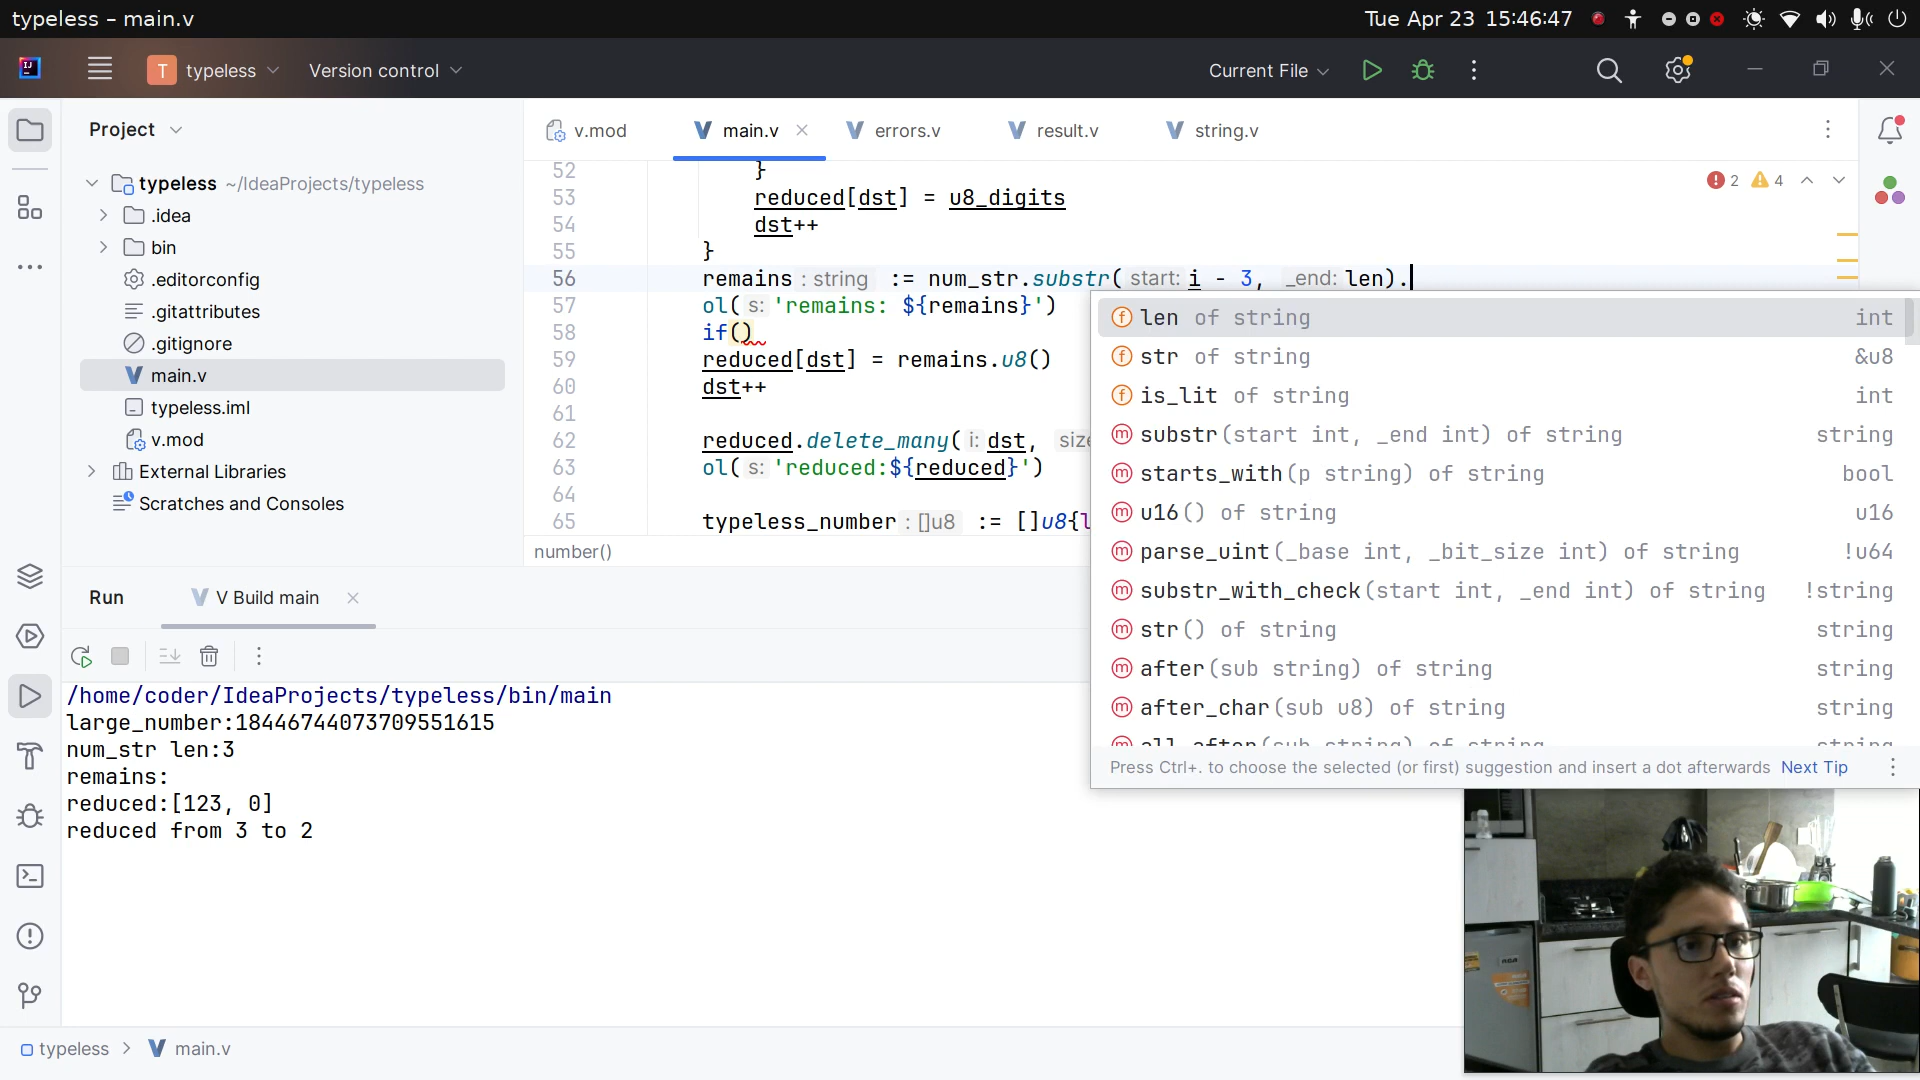 typeless – main.v
Tue Apr 23 15:46:47
IJ
T
typeless
Version control
Current File
Project
typeless ~/IdeaProjects/typeless
.idea
bin
.editorconfig
.gitattributes
.gitignore
main.v
typeless.iml
v.mod
External Libraries
Scratches and Consoles
v.mod
main.v
errors.v
result.v
string.v
2 4
52 }
53 reduced[dst] = u8_digits
54 dst++
55 }
56 remains : string := num_str.substr( start: i - 3, _end: len).
57 ol( s: 'remains: ${remains}')
58 if()
59 reduced[dst] = remains.u8()
60 dst++
61
62 reduced.delete_many( i: dst, size
63 ol( s: 'reduced:${reduced}')
64
65 typeless_number : []u8 := []u8{l
number()
len of string int
str of string &u8
is_lit of string int
substr(start int, _end int) of string string
starts_with(p string) of string bool
u16() of string u16
parse_uint(_base int, _bit_size int) of string !u64
substr_with_check(start int, _end int) of string !string
str() of string string
after(sub string) of string string
after_char(sub u8) of string string
all_after(sub string) of string string
Press Ctrl+. to choose the selected (or first) suggestion and insert a dot afterwards Next Tip
Run
V Build main
/home/coder/IdeaProjects/typeless/bin/main
large_number:18446744073709551615
num_str len:3
remains:
reduced:[123, 0]
reduced from 3 to 2
typeless
main.v